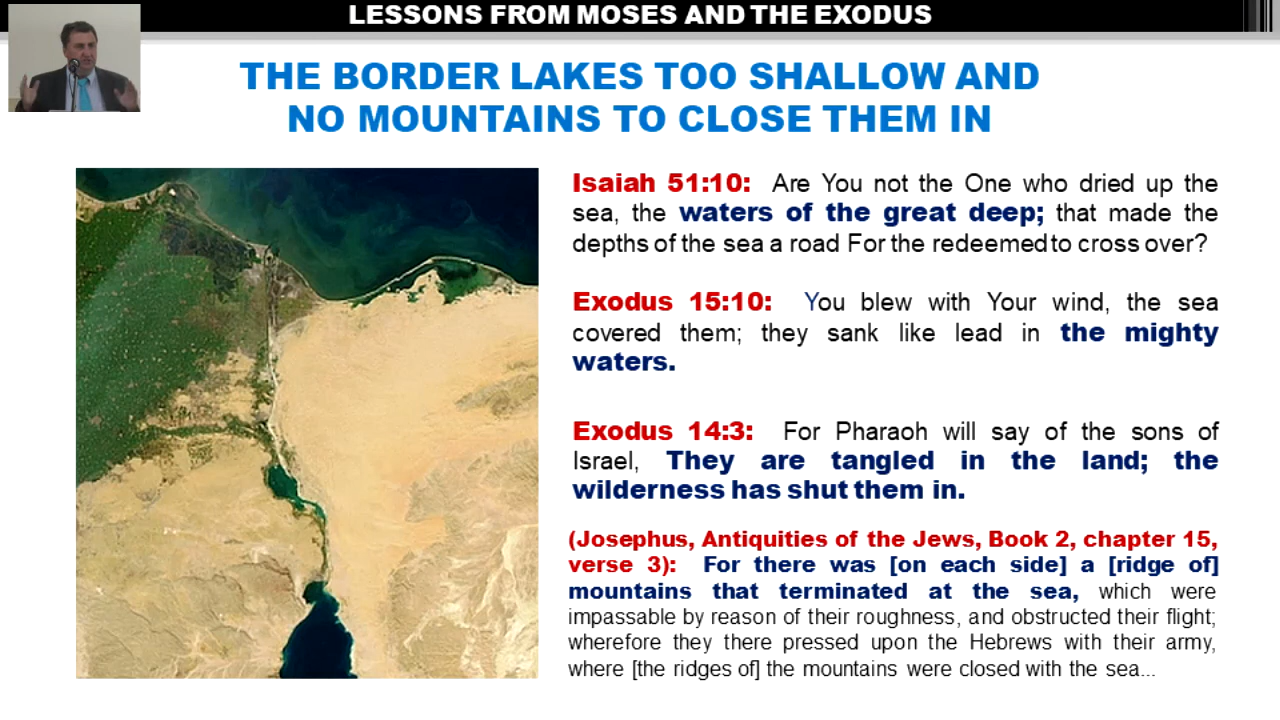 LESSONS FROM MOSES AND THE EXODUS
THE BORDER LAKES TOO SHALLOW AND
NO MOUNTAINS TO CLOSE THEM IN
Isaiah 51:10: Are You not the One who dried up the
sea, the waters of the great deep; that made the
depths of the sea a road For the redeemed to cross over?
Exodus 15:10: You blew with Your wind, the sea
covered them; they sank like lead in the mighty
waters.
Exodus 14:3: For Pharaoh will say of the sons of
Israel, They are tangled in the land; the
wilderness has shut them in.
(Josephus, Antiquities of the Jews, Book 2, chapter 15,
verse 3): For there was [on each side] a [ridge of]
mountains that terminated at the sea, which were
impassable by reason of their roughness, and obstructed their flight;
wherefore they there pressed upon the Hebrews with their army,
where [the ridges of] the mountains were closed with the sea...